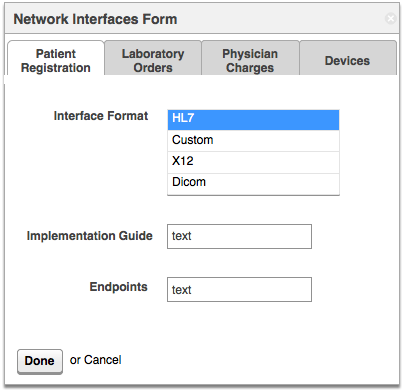 Network Interfaces Form
Patient Registration
Laboratory Orders
Physician Charges
Devices
Interface Format
HL7
Custom
X12
Dicom
Implementation Guide
text
Endpoints
text
Done or Cancel